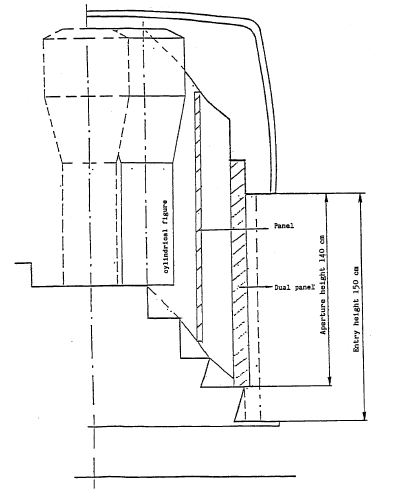 cylindrical figure
Panel
Dual panel
Aperture height 140 cm
Entry height 150 cm